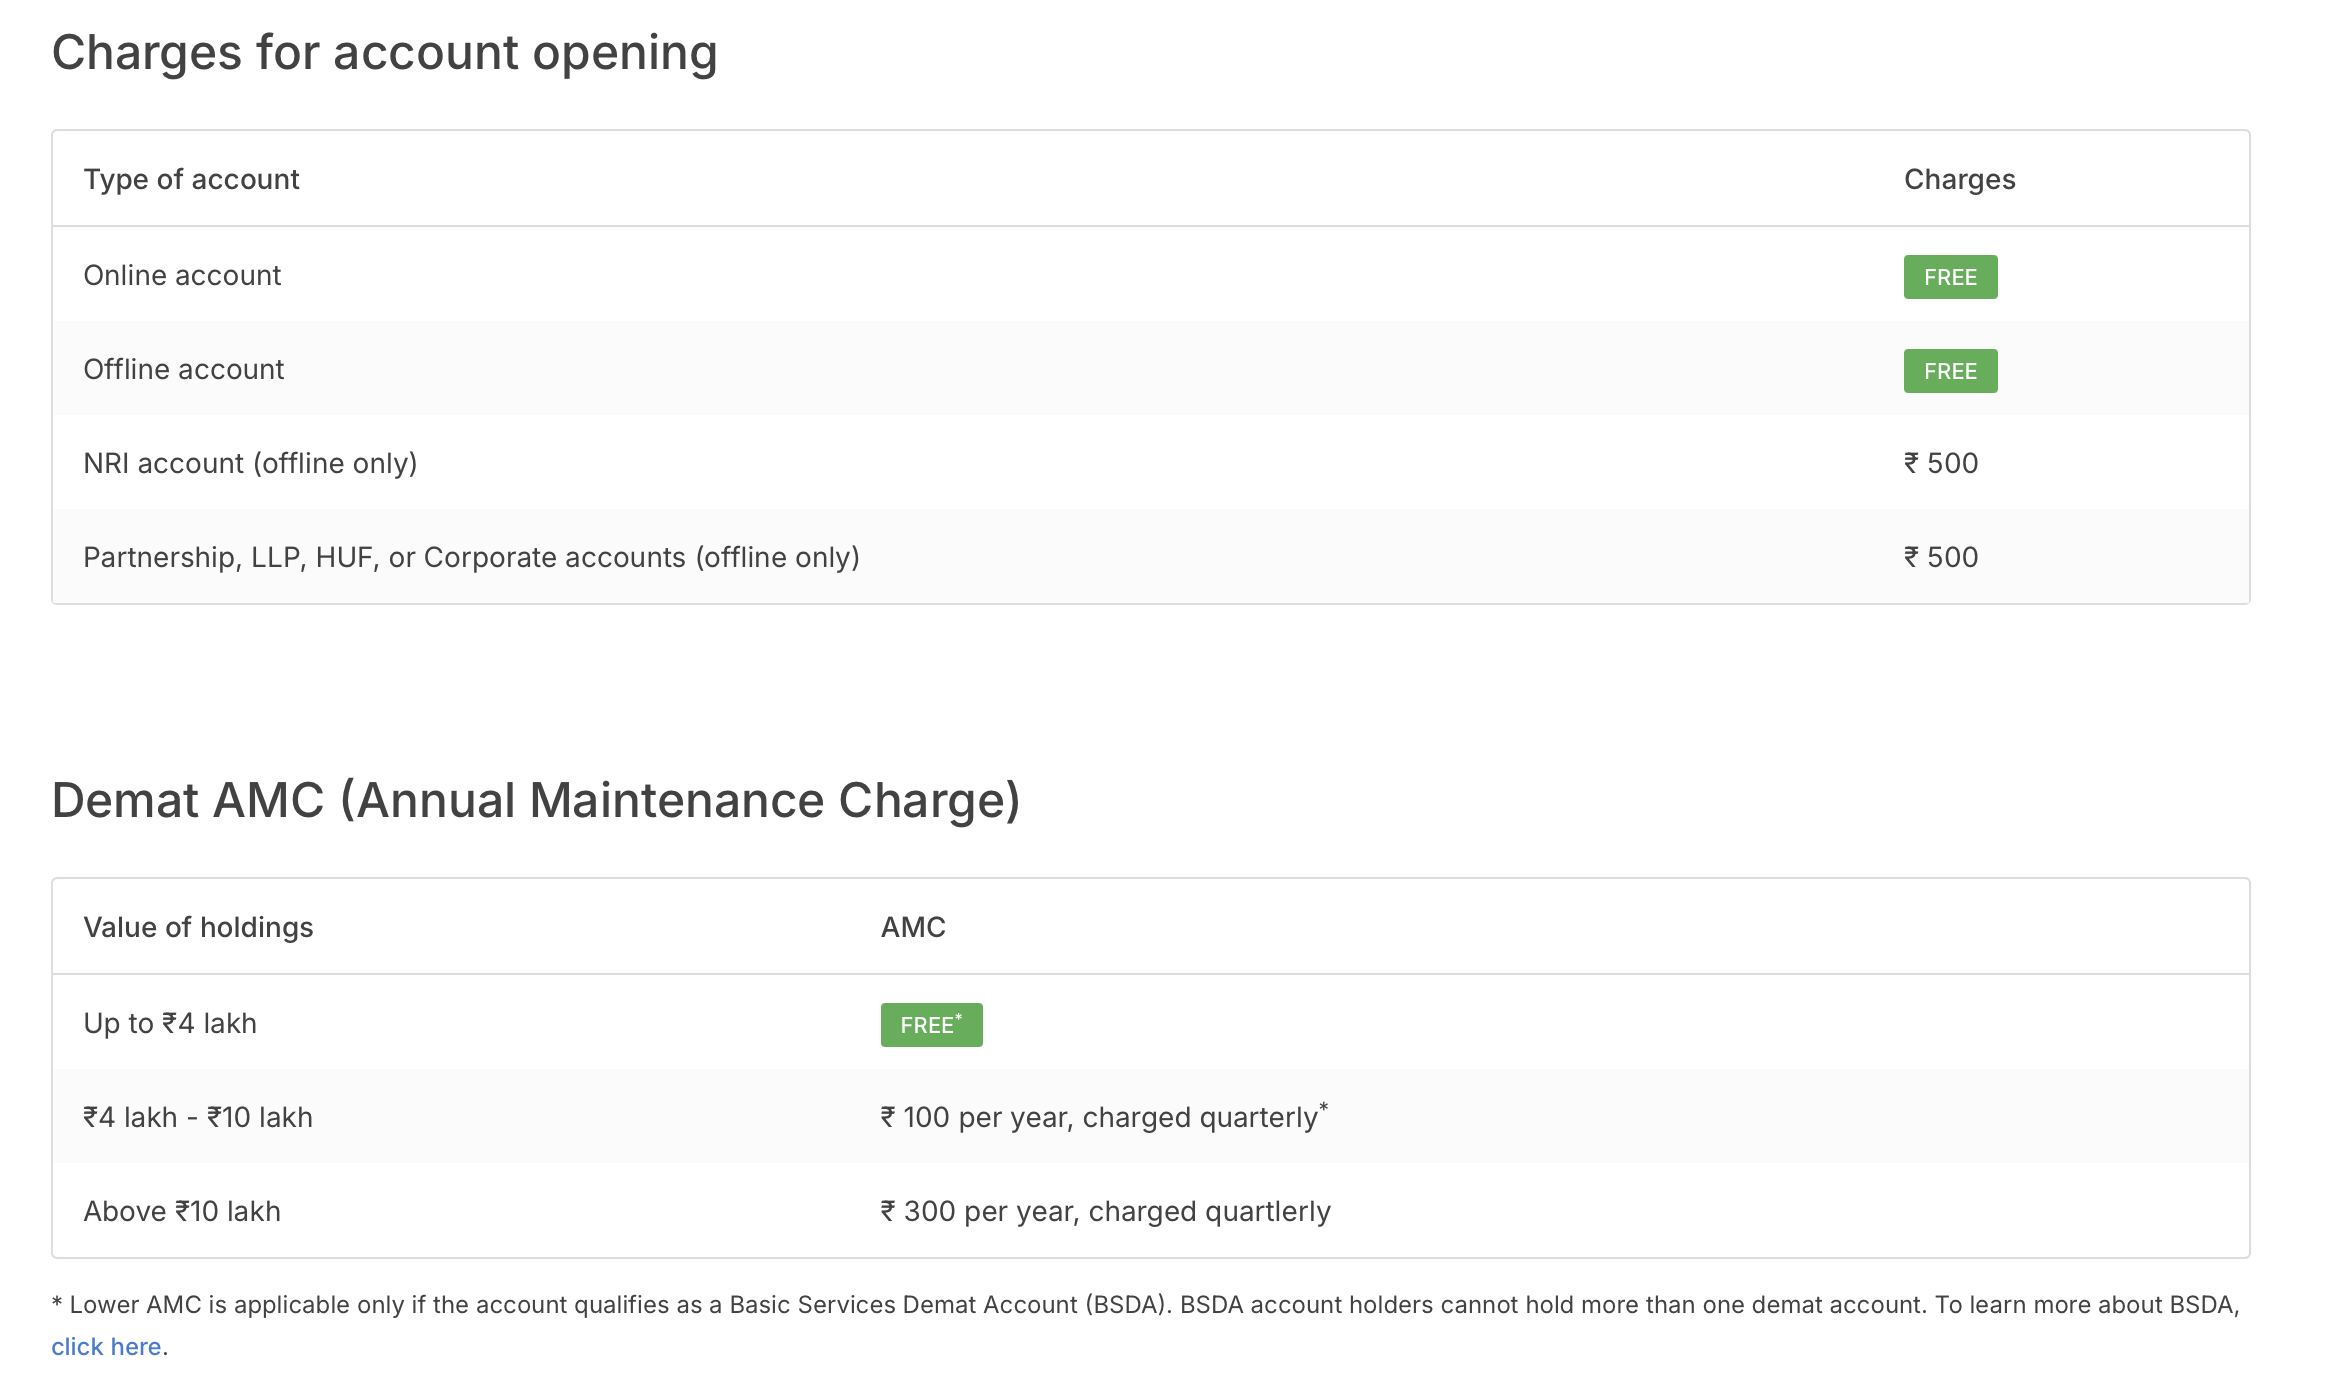 Charges for account opening
Type of account Charges
Online account FREE
Offline account FREE
NRI account (offline only) ₹ 500
Partnership, LLP, HUF, or Corporate accounts (offline only) ₹ 500
Demat AMC (Annual Maintenance Charge)
Value of holdings AMC
Up to ₹4 lakh FREE*
₹4 lakh - ₹10 lakh ₹ 100 per year, charged quarterly*
Above ₹10 lakh ₹ 300 per year, charged quartlerly
* Lower AMC is applicable only if the account qualifies as a Basic Services Demat Account (BSDA). BSDA account holders cannot hold more than one demat account. To learn more about BSDA,
click here.